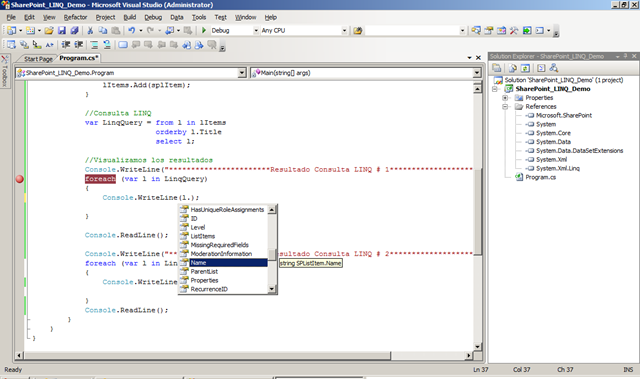 SharePoint_LINQ_Demo - Microsoft Visual Studio (Administrator)
File Edit View Refactor Project Build Debug Data Tools Test Window Help
Debug Any CPU
Start Page Program.cs*
Toolbox
SharePoint_LINQ_Demo.Program Main(string[] args)
lItems.Add(splItem);
}
//Consulta LINQ
var LinqQuery = from l in lItems
orderby l.Title
select l;
//Visualizamos los resultados
Console.WriteLine("***********************Resultado Consulta LINQ # 1************************
foreach (var l in LinqQuery)
{
Console.WriteLine(l.);
HasUniqueRoleAssignments
ID
Level
ListItems
MissingRequiredFields
ModerationInformation
Name
ParentList
Properties
RecurrenceID
string SPListItem.Name
}
Console.ReadLine();
Console.WriteLine("** sultado Consulta LINQ # 2************************
foreach (var l in Lin
{
Console.WriteLine
}
Console.ReadLine();
}
}
}
Solution Explorer - SharePoint_LINQ_Demo
Solution 'SharePoint_LINQ_Demo' (1 project)
SharePoint_LINQ_Demo
Properties
References
Microsoft.SharePoint
System
System.Core
System.Data
System.Data.DataSetExtensions
System.Xml
System.Xml.Linq
Program.cs
Ready Ln 37 Col 37 Ch 37 INS